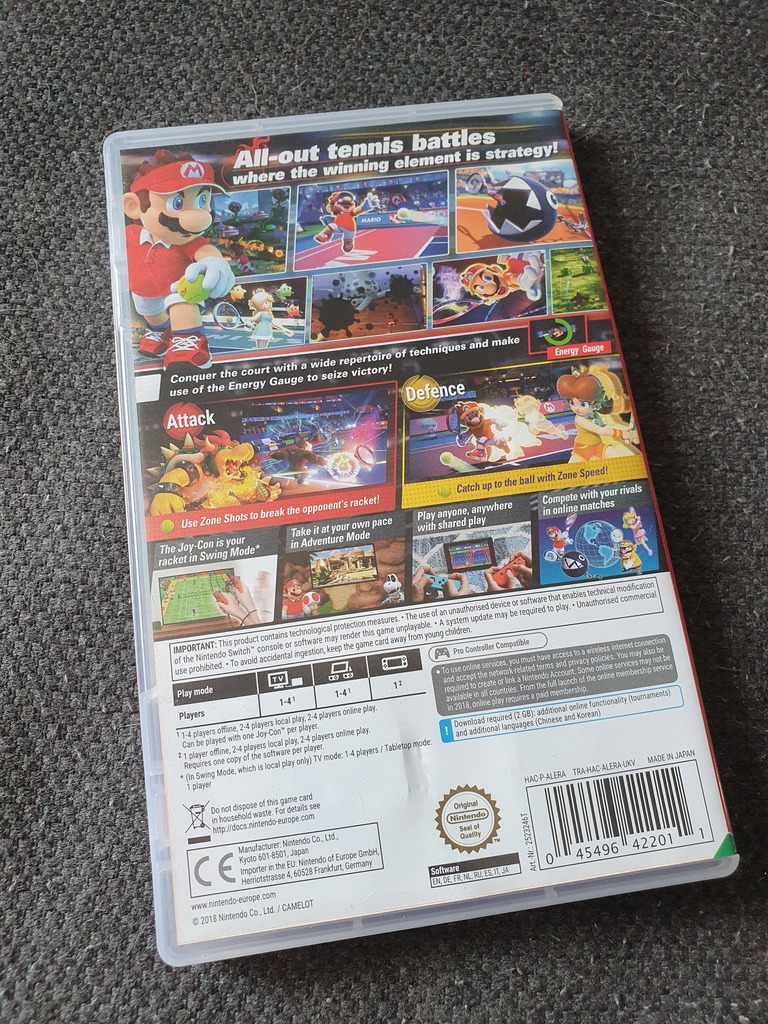 All-out tennis battles
where the winning element is strategy!
M
MARIO
Conquer the court with a wide repertoire of techniques and make
use of the Energy Gauge to seize victory!
Energy Gauge
Attack
Defence
Use Zone Shots to break the opponent's racket!
Catch up to the ball with Zone Speed!
The Joy-Con is your
racket in Swing Mode*
Take it at your own pace
in Adventure Mode
Play anyone, anywhere
with shared play
Compete with your rivals
in online matches
IMPORTANT: This product contains technological protection measures. • The use of an unauthorised device or software that enables technical modification
of the Nintendo Switch™ console or software may render this game unplayable. • A system update may be required to play. • Unauthorised commercial
use prohibited. • To avoid accidental ingestion, keep the game card away from young children.
Play mode
TV
Players
1-4¹
1-4¹
1²
¹ 1-4 players offline, 2-4 players local play, 2-4 players online play.
Can be played with one Joy-Con™ per player.
² 1 player offline, 2-4 players local play, 2-4 players online play.
Requires one copy of the software per player.
* (In Swing Mode, which is local play only) TV mode: 1-4 players / Tabletop mode:
1 player
Pro Controller Compatible
• To use online services, you must have access to a wireless internet connection
and accept the network-related terms and privacy policies. You may also be
required to create or link a Nintendo Account. Some online services may not be
available in all countries. From the full launch of the online membership service
in 2018, online play requires a paid membership.
! Download required (2 GB): additional online functionality (tournaments)
and additional languages (Chinese and Korean)
Do not dispose of this game card
in household waste. For details see
http://docs.nintendo-europe.com
CE
Manufacturer: Nintendo Co., Ltd.,
Kyoto 601-8501, Japan
Importer in the EU: Nintendo of Europe GmbH,
Herriotstrasse 4, 60528 Frankfurt, Germany
www.nintendo-europe.com
© 2018 Nintendo Co., Ltd. / CAMELOT
Original
Nintendo
Seal of
Quality
TM
Software
EN, DE, FR, NL, RU, ES, IT, JA
HAC-P-ALERA TRA-HAC-ALERA-UKV MADE IN JAPAN
Art.-Nr.: 25232461
0 45496 42201 1